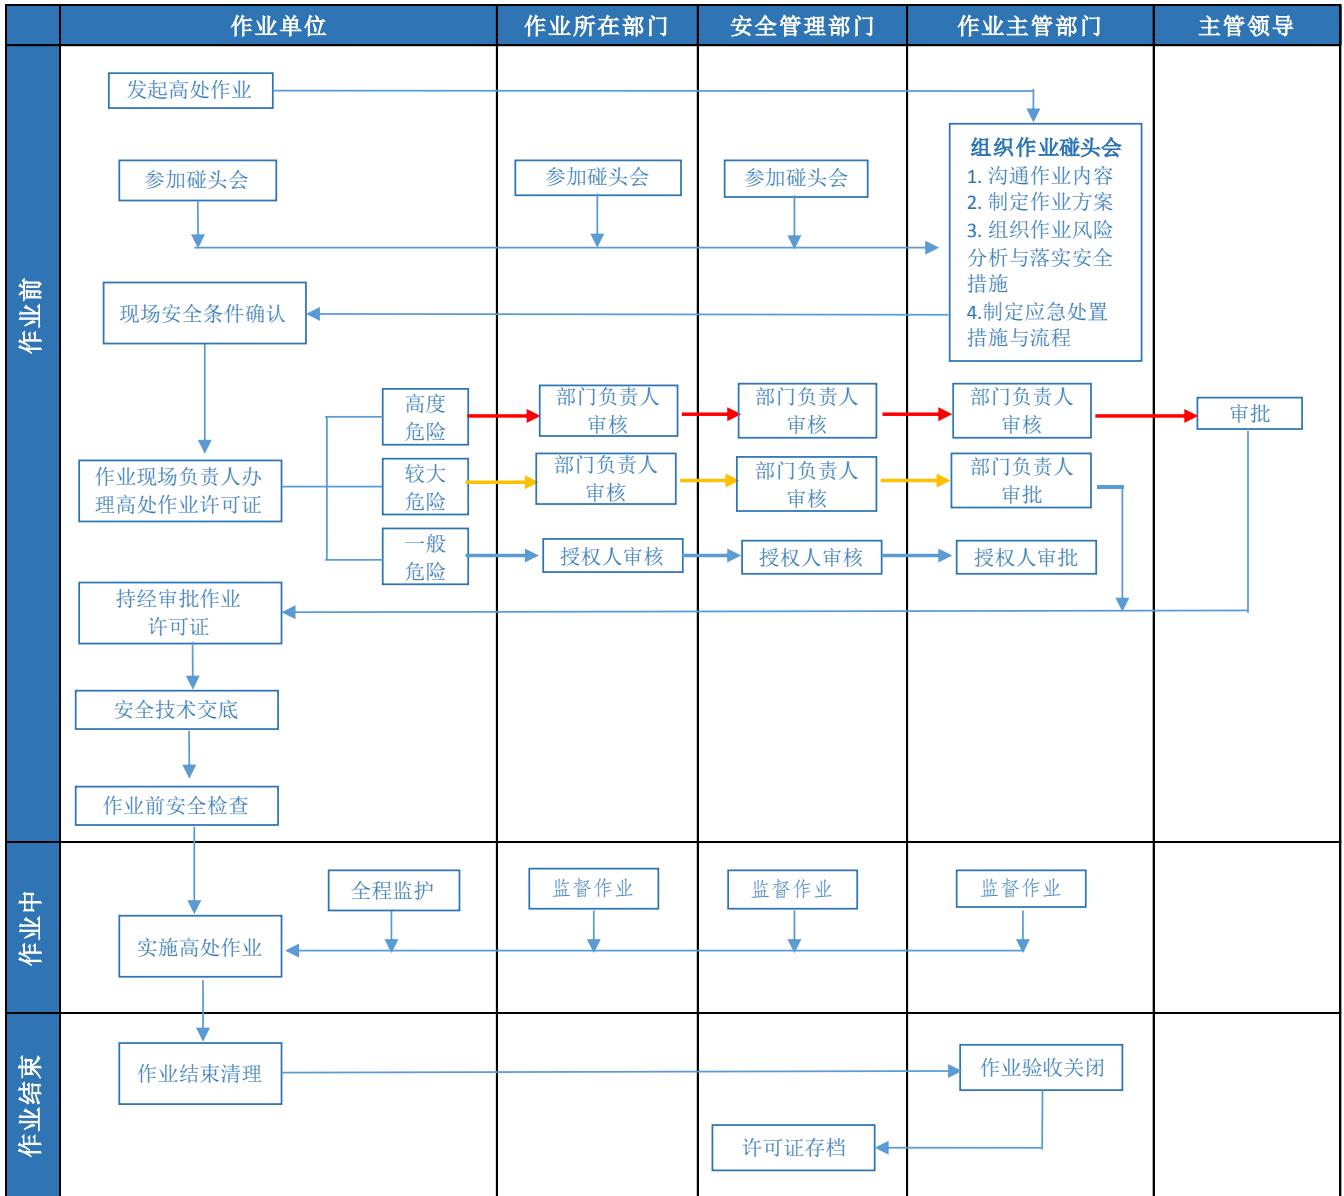 作业单位
作业所在部门
安全管理部门
作业主管部门
主管领导
作业前
发起高处作业
组织作业碰头会
1. 沟通作业内容
2. 制定作业方案
3. 组织作业风险
分析与落实安全
措施
4.制定应急处置
措施与流程
参加碰头会
参加碰头会
参加碰头会
现场安全条件确认
高度
危险
部门负责人
审核
部门负责人
审核
部门负责人
审核
审批
作业现场负责人办
理高处作业许可证
较大
危险
部门负责人
审核
部门负责人
审核
部门负责人
审批
一般
危险
授权人审核
授权人审核
授权人审批
持经审批作业
许可证
安全技术交底
作业前安全检查
作业中
全程监护
监督作业
监督作业
监督作业
实施高处作业
作业结束
作业结束清理
作业验收关闭
许可证存档